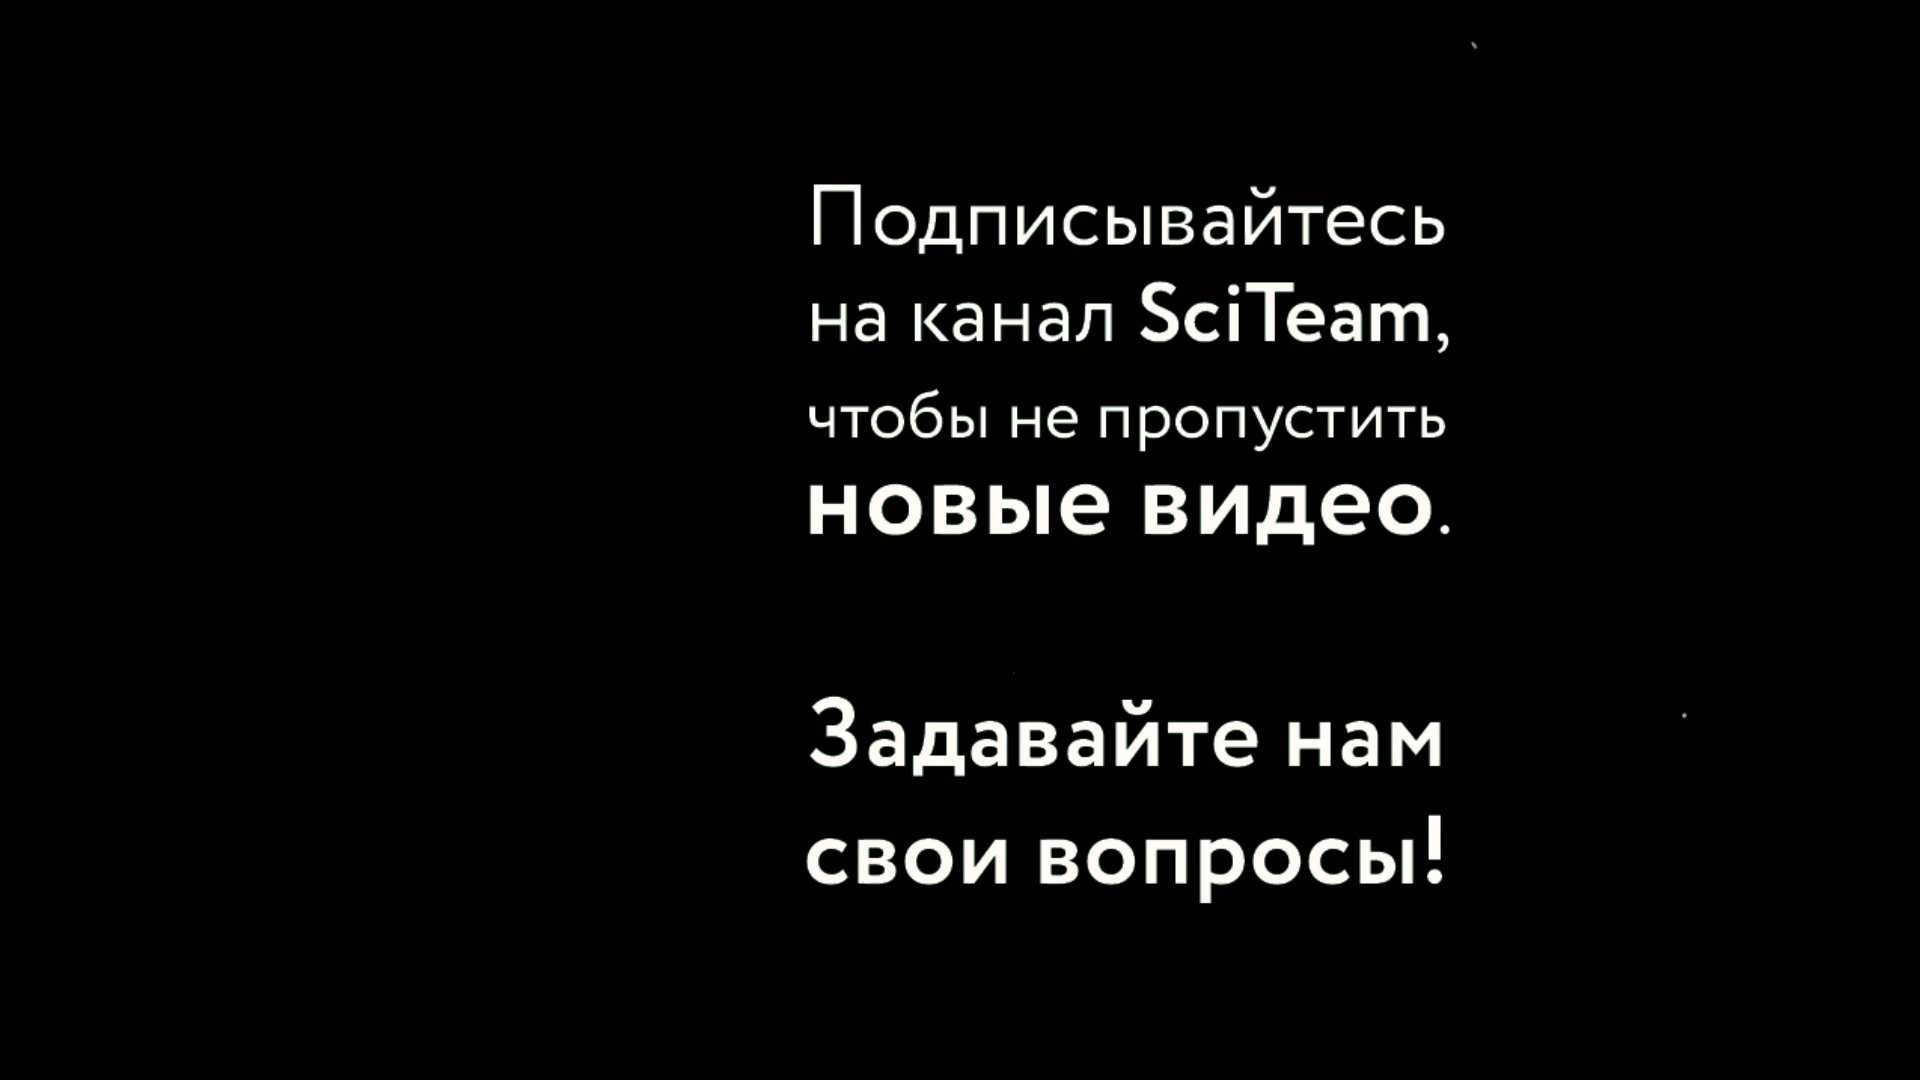 Подписывайтесь
на канал SciTeam,
чтобы не пропустить
новые видео.
Задавайте нам
свои вопросы!